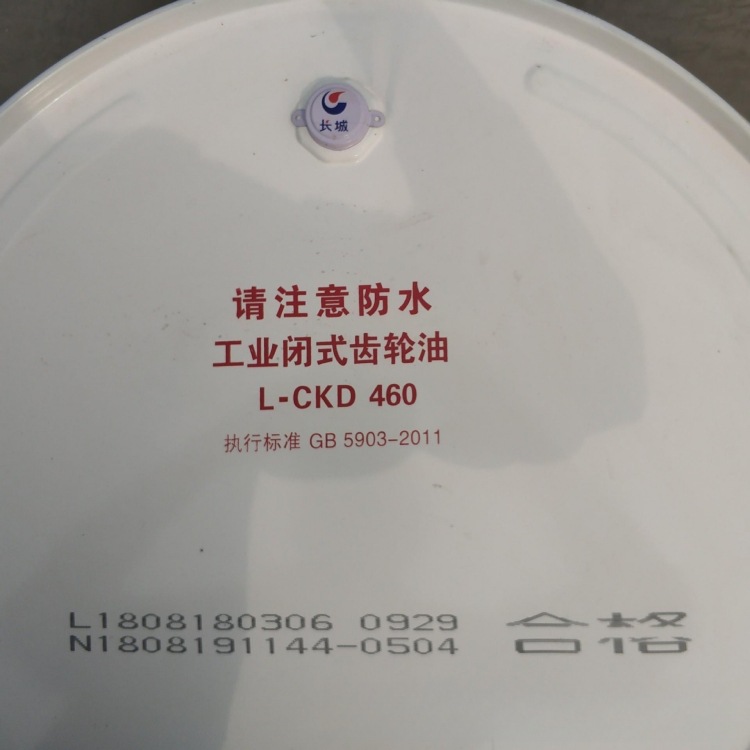 长城
请注意防水
工业闭式齿轮油
L-CKD 460
执行标准 GB 5903-2011
L1808180306 0929 合格
N1808191144-0504